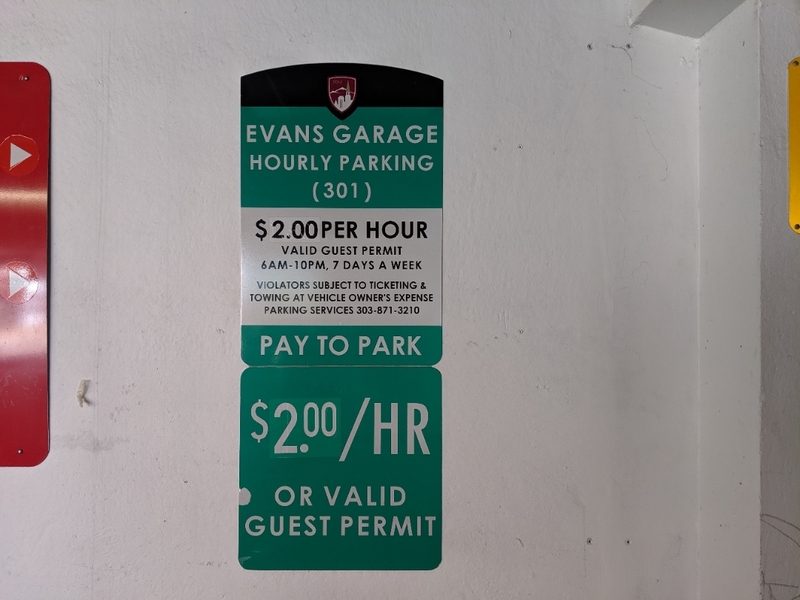 EVANS GARAGE
HOURLY PARKING
(301)
$2.00 PER HOUR
VALID GUEST PERMIT
6AM-10PM, 7 DAYS A WEEK
VIOLATORS SUBJECT TO TICKETING &
TOWING AT VEHICLE OWNER'S EXPENSE
PARKING SERVICES 303-871-3210
PAY TO PARK
$2.00/HR
OR VALID
GUEST PERMIT